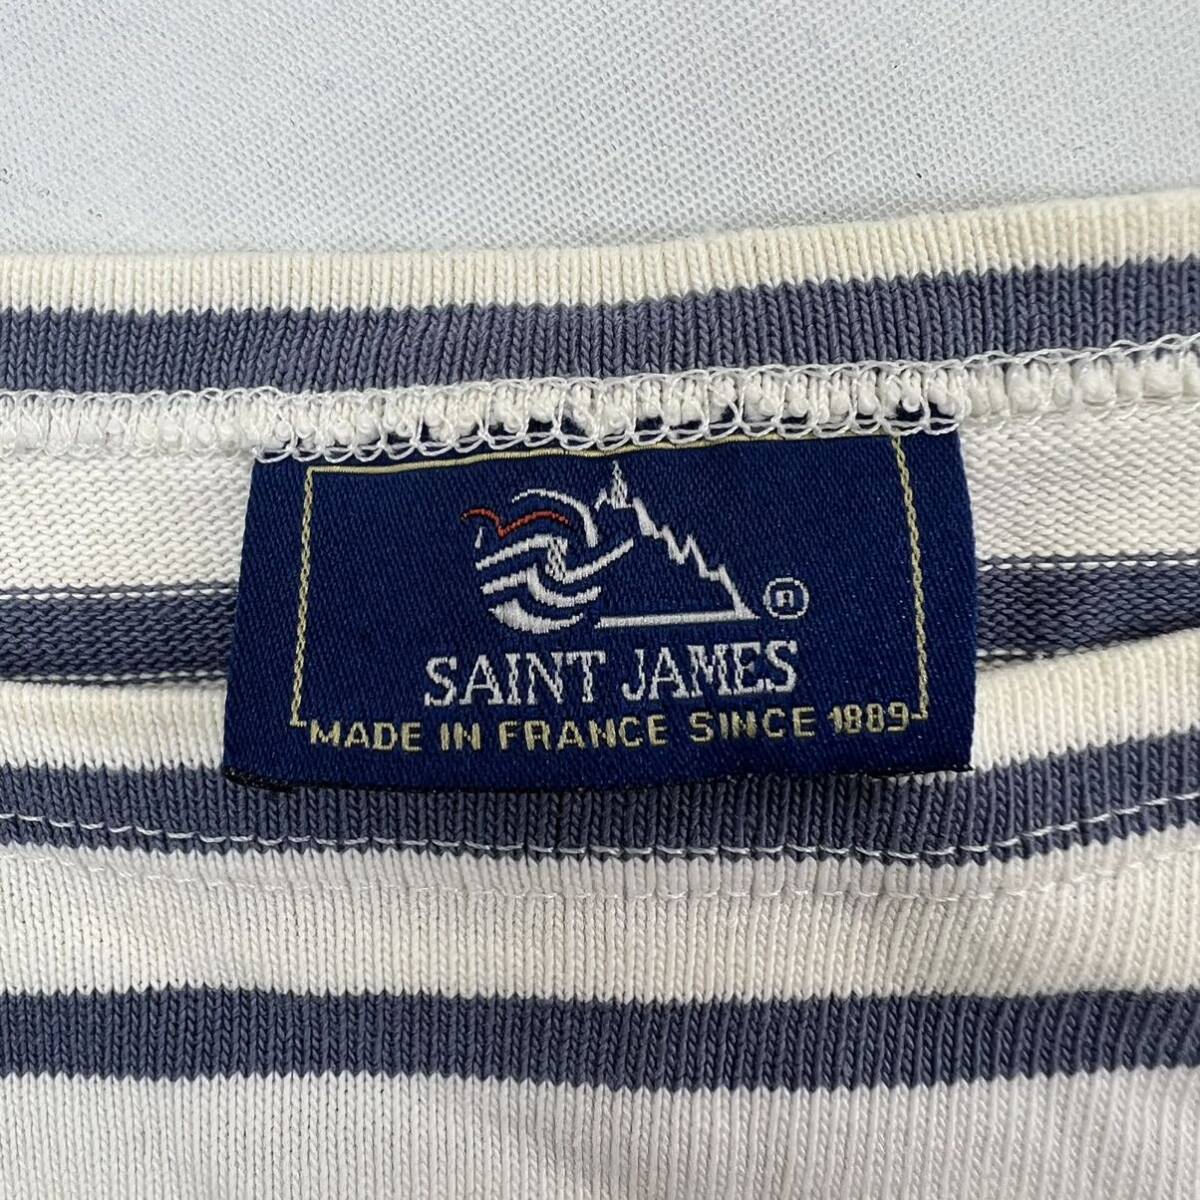 ®
SAINT JAMES
MADE IN FRANCE SINCE 1889